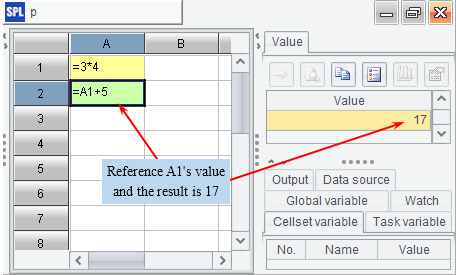 SPL p
A B
1 =3*4
2 =A1+5
3
4
5
6
7
8
Reference A1's value
and the result is 17
Value
Value
17
Output Data source
Global variable Watch
Cellset variable Task variable
No. Name Value